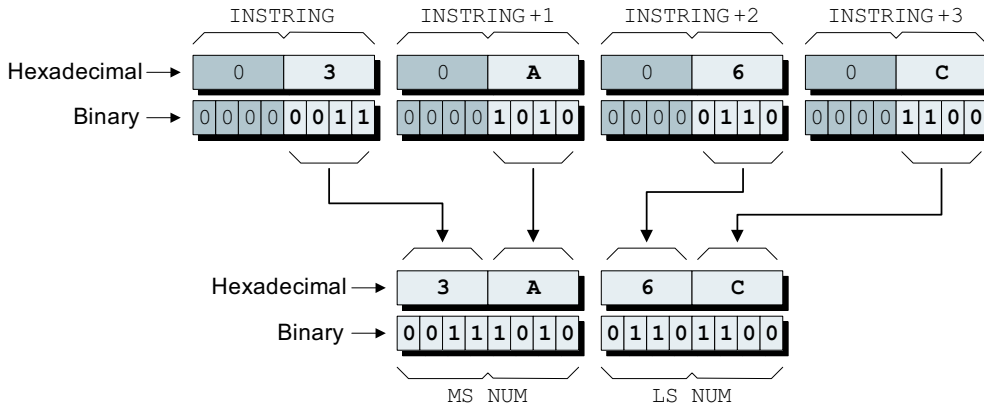 INSTRING INSTRING+1 INSTRING+2 INSTRING+3
Hexadecimal 0 3 0 A 0 6 0 C
Binary 0 0 0 0 0 0 1 1 0 0 0 0 1 0 1 0 0 0 0 0 0 1 1 0 0 0 0 0 1 1 0 0
Hexadecimal 3 A 6 C
Binary 0 0 1 1 1 0 1 0 0 1 1 0 1 1 0 0
MS NUM LS NUM